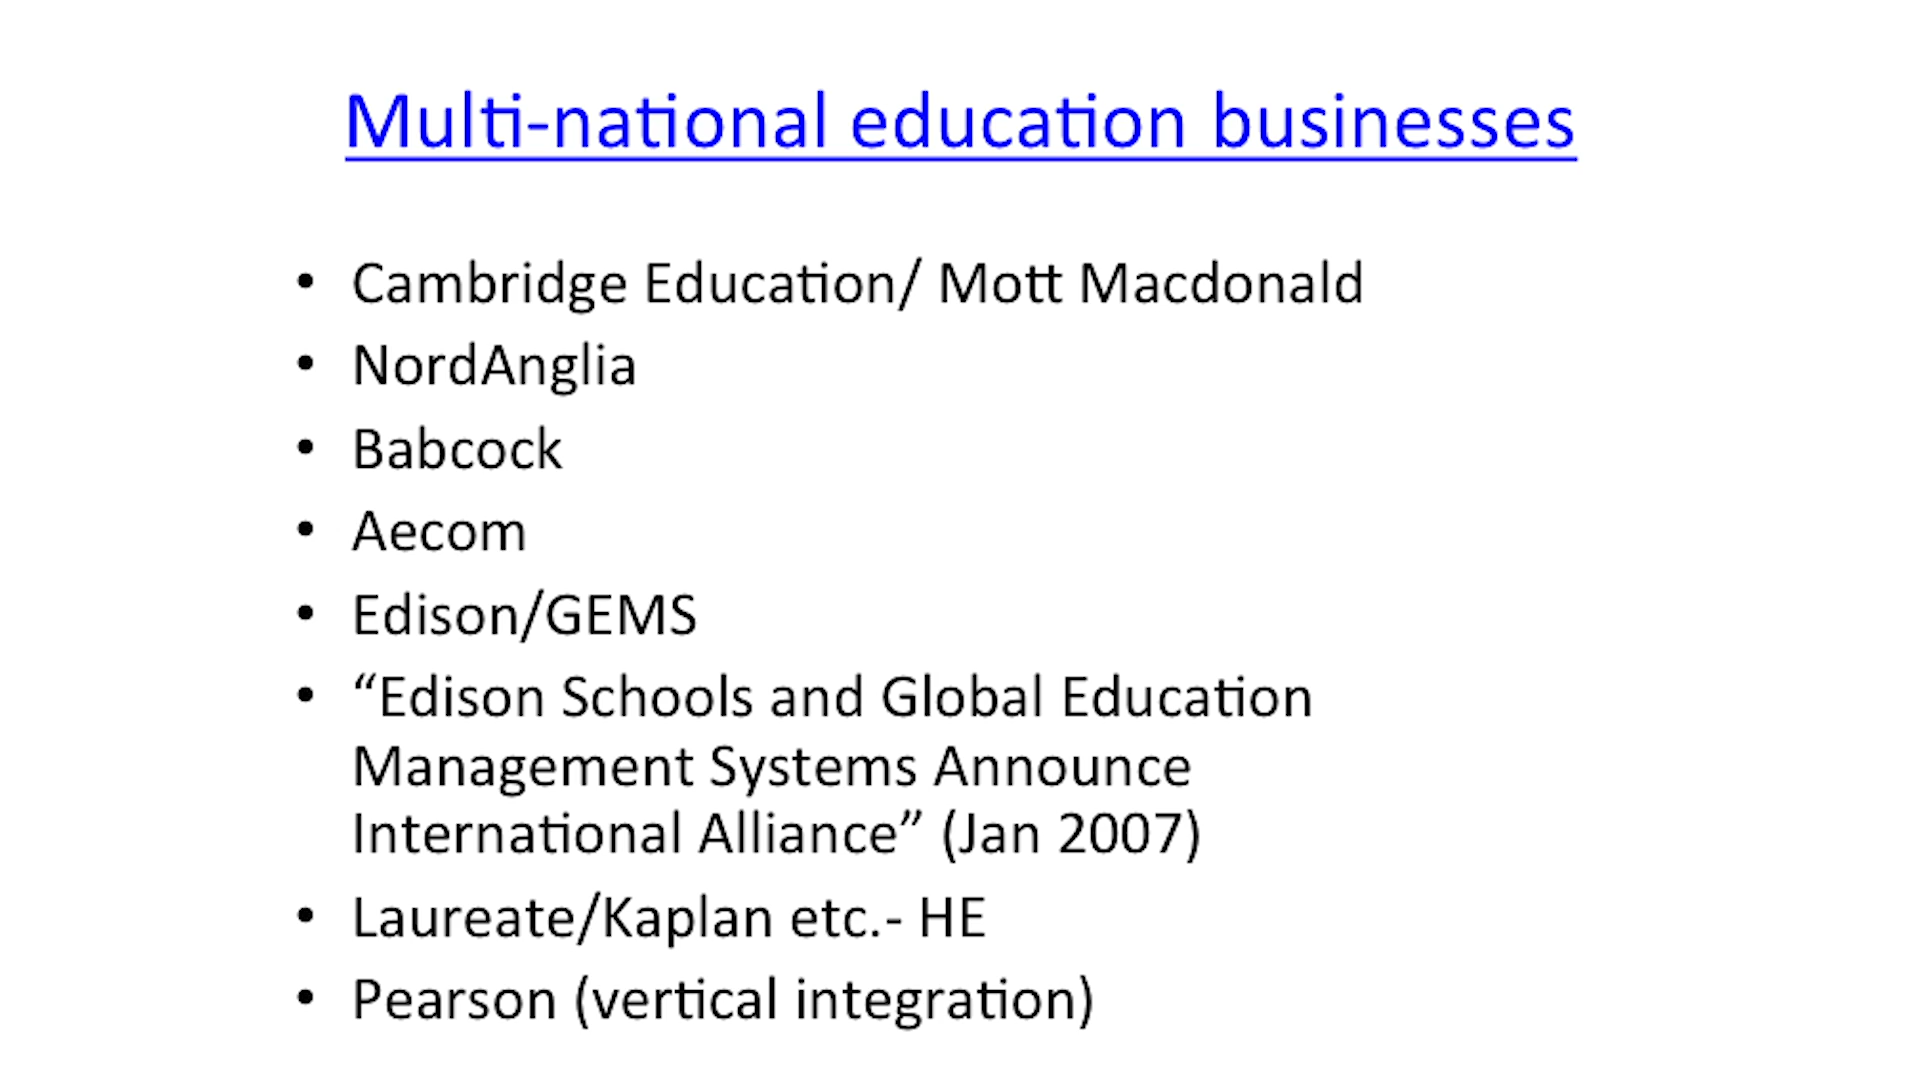 Multi-national education businesses
• Cambridge Education/ Mott Macdonald
• NordAnglia
• Babcock
• Aecom
• Edison/GEMS
• “Edison Schools and Global Education
Management Systems Announce
International Alliance” (Jan 2007)
• Laureate/Kaplan etc.- HE
• Pearson (vertical integration)